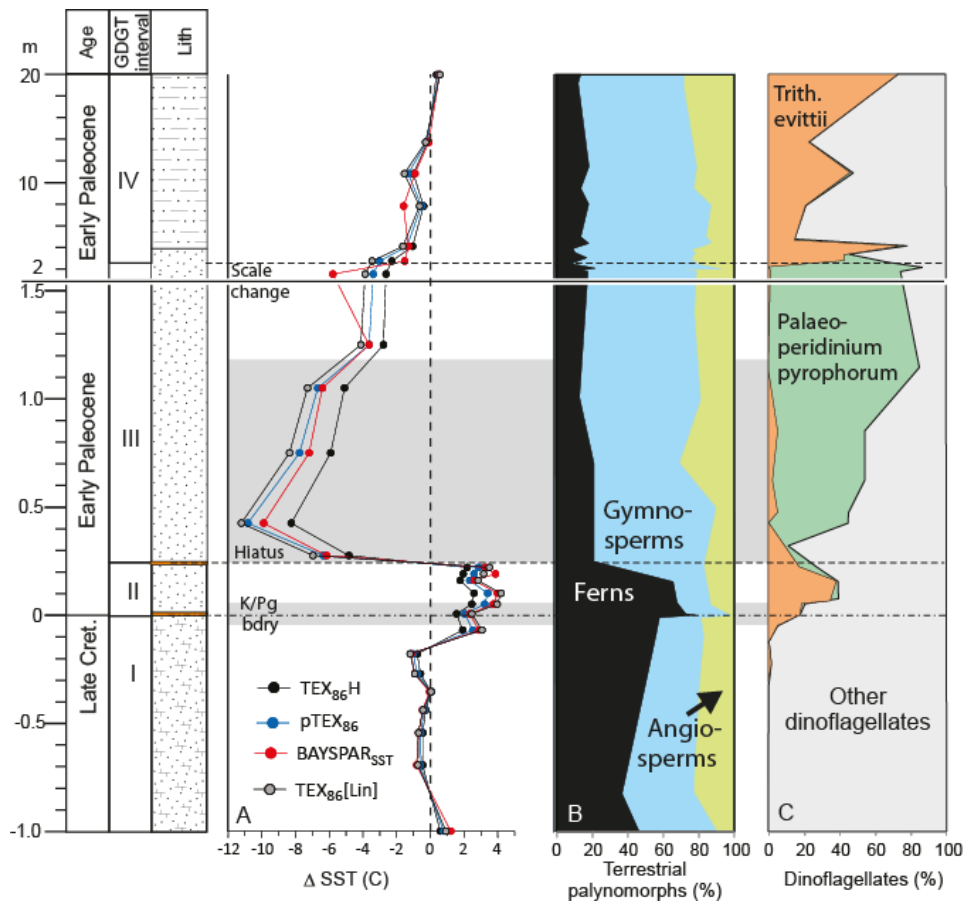 m
Age
GDGT
interval
Lith
20
10
2
1.5
1.0
0.5
0
-0.5
-1.0
Early Paleocene
Early Paleocene
Late Cret.
IV
III
II
I
Scale
change
Hiatus
K/Pg
bdry
TEX86H
pTEX86
BAYSPARSST
TEX86[Lin]
A
-12 -10 -8 -6 -4 -2 0 2 4 5
Δ SST (C)
Gymno-
sperms
Ferns
Angio-
sperms
B
0 20 40 60 80 100
Terrestrial
palynomorphs (%)
Trith.
evittii
Palaeo-
peridinium
pyrophorum
Other
dinoflagellates
C
0 20 40 60 80 100
Dinoflagellates (%)